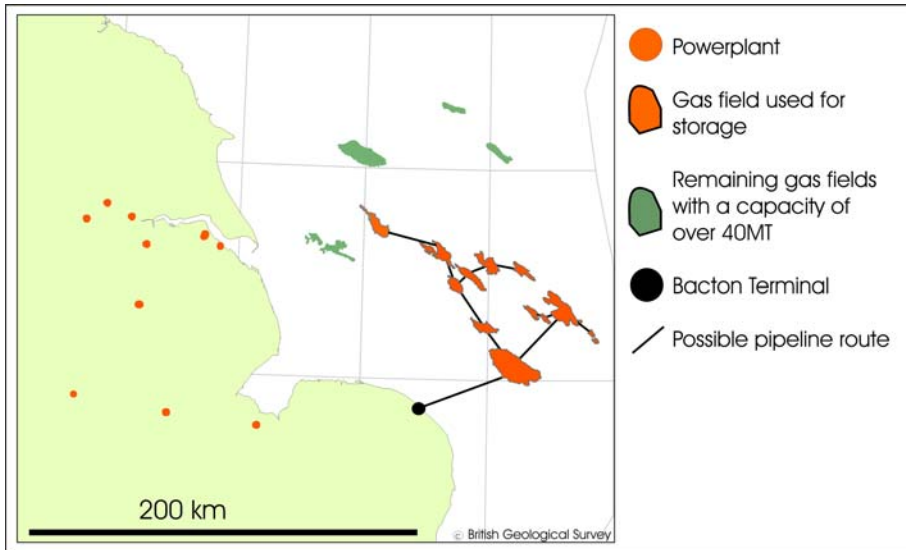 Powerplant
Gas field used for
storage
Remaining gas fields
with a capacity of
over 40MT
Bacton Terminal
Possible pipeline route
200 km
© British Geological Survey